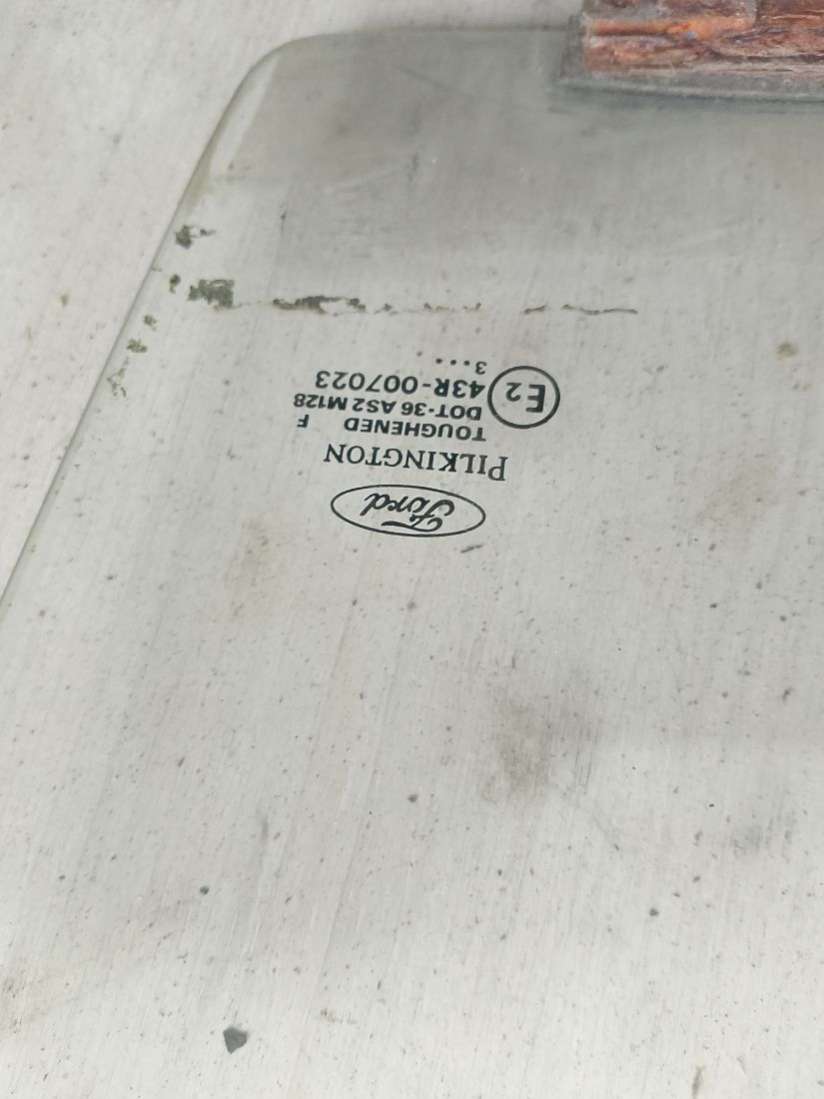 Ford
PILKINGTON
TOUGHENED F
DOT-36 AS2 M128
E2 43R-007023
3...